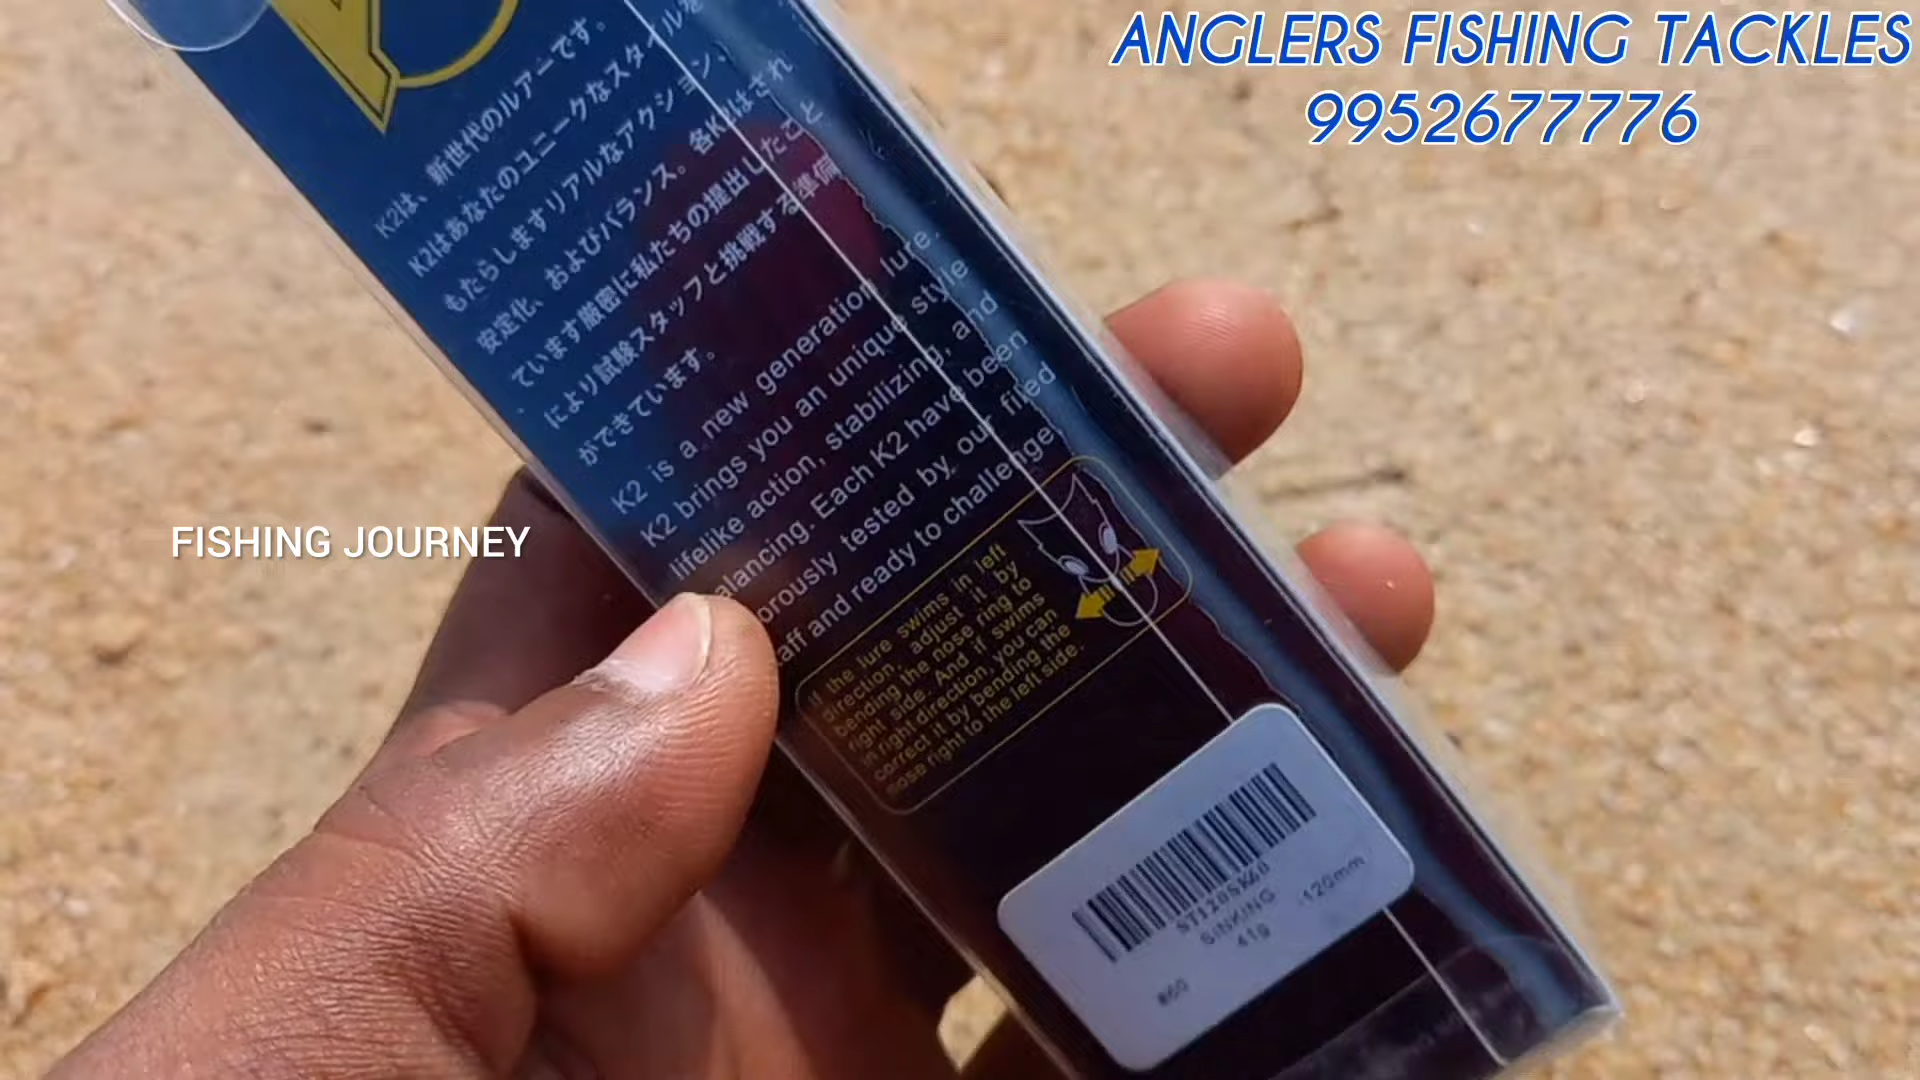 ANGLERS FISHING TACKLES
9952677776
FISHING JOURNEY
K2は、新世代のルアーです。
K2はあなたのユニークなスタイルを
もたらしますリアルなアクション、
安定化、およびバランス。各K2はされ
ています厳密に私たちの提出したこと
により試験スタッフと挑戦する準備
ができています。
K2 is a new generation lure.
K2 brings you an unique style
lifelike action, stabilizing, and
alancing. Each K2 have been
orously tested by our filed
aff and ready to challenge
If the lure swims in left
direction, adjust it by
bending the nose ring to
right side. And if swims
in right direction, you can
correct it by bending the
nose right to the left side.
SINKING 120mm
41g
#60